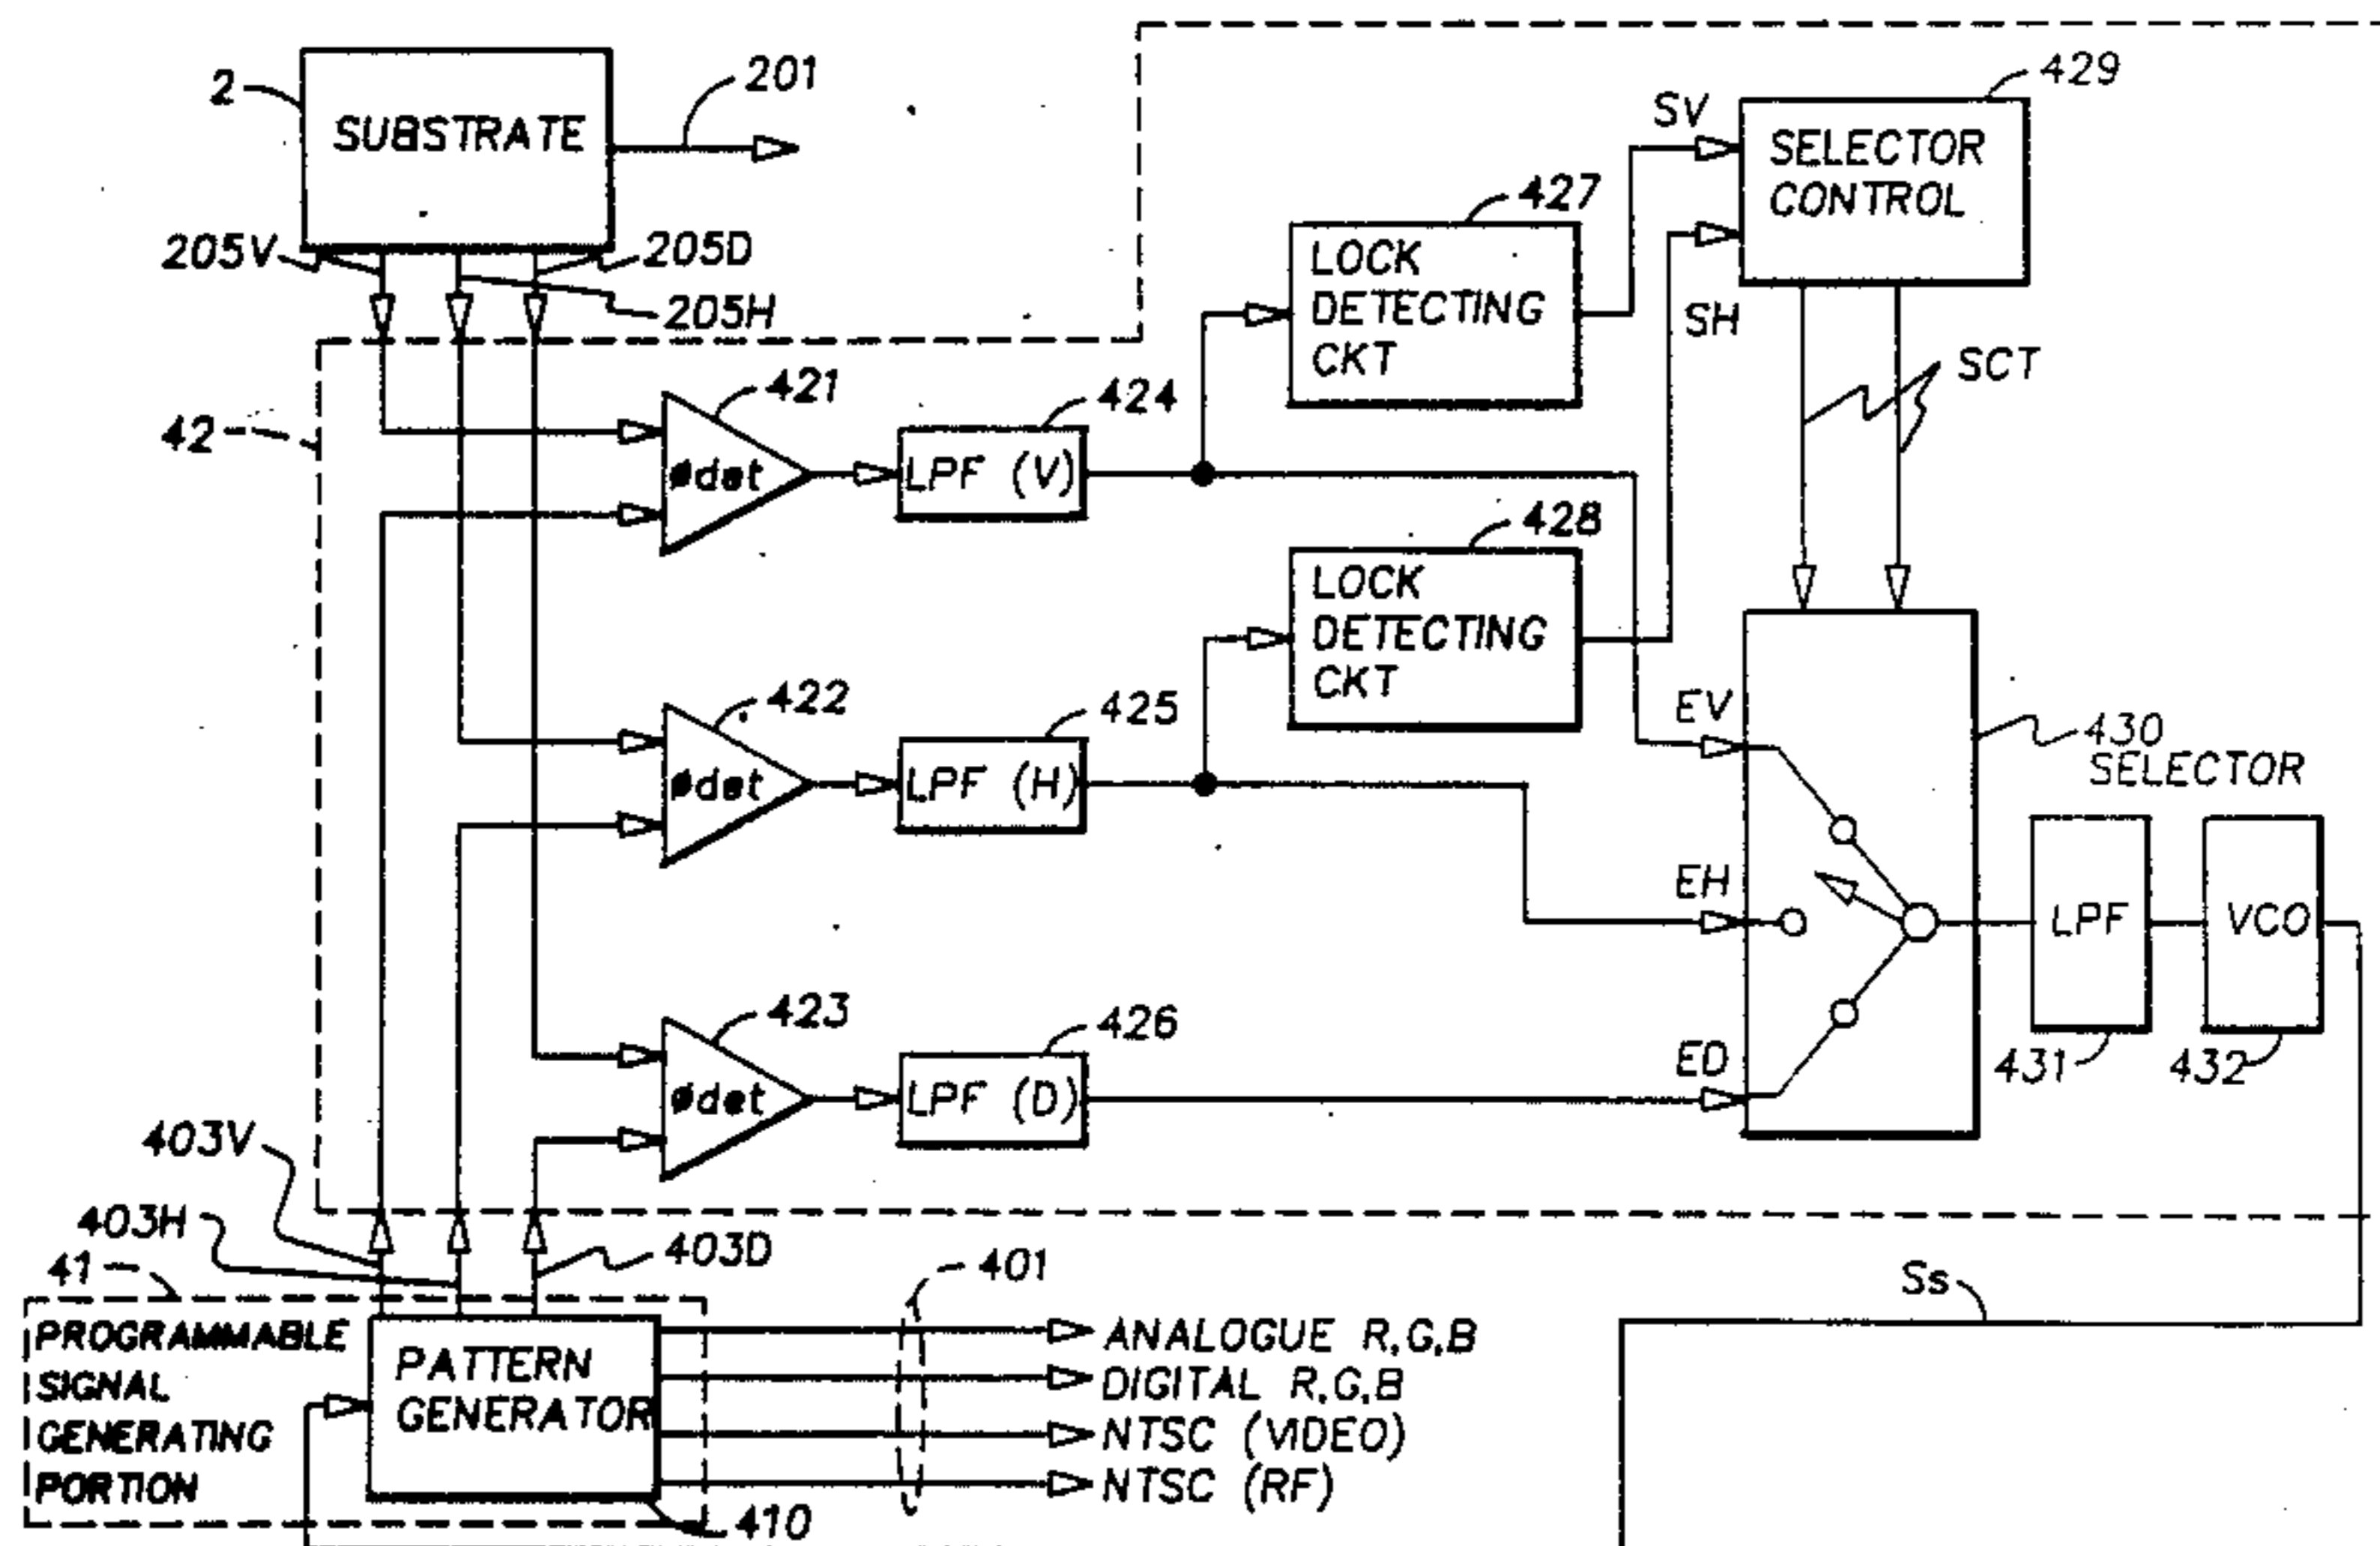 2
SUBSTRATE
201
205V
205D
205H
429
SV
SELECTOR
CONTROL
SH
427
LOCK
DETECTING
CKT
SCT
42
421
ødet
424
LPF (V)
428
LOCK
DETECTING
CKT
422
ødet
425
LPF (H)
EV
430
SELECTOR
EH
LPF
VCO
431
432
423
ødet
426
LPF (D)
ED
403V
403H
403D
41
401
Ss
PROGRAMMABLE
SIGNAL
GENERATING
PORTION
PATTERN
GENERATOR
410
ANALOGUE R,G,B
DIGITAL R,G,B
NTSC (VIDEO)
NTSC (RF)